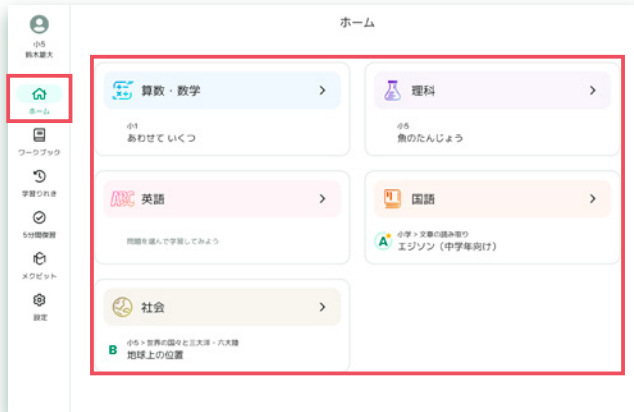 小5
鈴木雄大
ホーム
ホーム
ワークブック
学習りれき
5分間復習
メクビット
設定
算数・数学
小1
あわせて いくつ
理科
小5
魚のたんじょう
ABC 英語
問題を選んで学習してみよう
国語
A
小学 > 文章の読み取り
エジソン（中学年向け）
社会
B
小5 > 世界の国々と三大洋・六大陸
地球上の位置